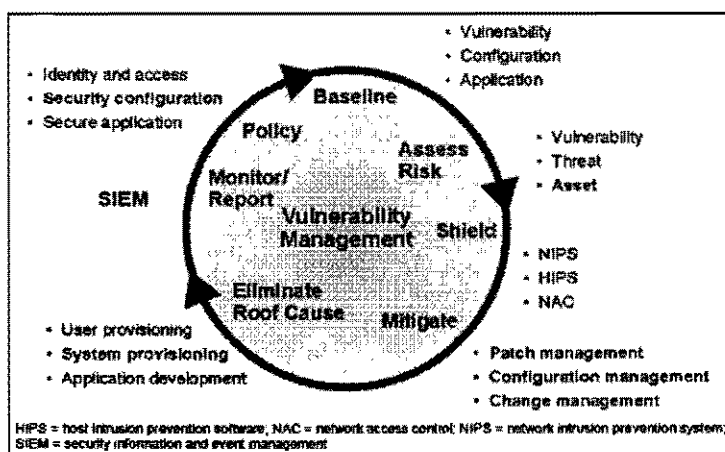 • Vulnerability
• Configuration
• Application
• Identity and access
• Security configuration
• Secure application
Baseline
Policy
Assess
Risk
• Vulnerability
• Threat
• Asset
Monitor/
Report
SIEM
Vulnerability
Management
Shield
• NIPS
• HIPS
• NAC
Eliminate
Roof Cause
Mitigate
• User provisioning
• System provisioning
• Application development
• Patch management
• Configuration management
• Change management
HIPS = host intrusion prevention software; NAC = network access control; NIPS = network intrusion prevention system;
SIEM = security information and event management